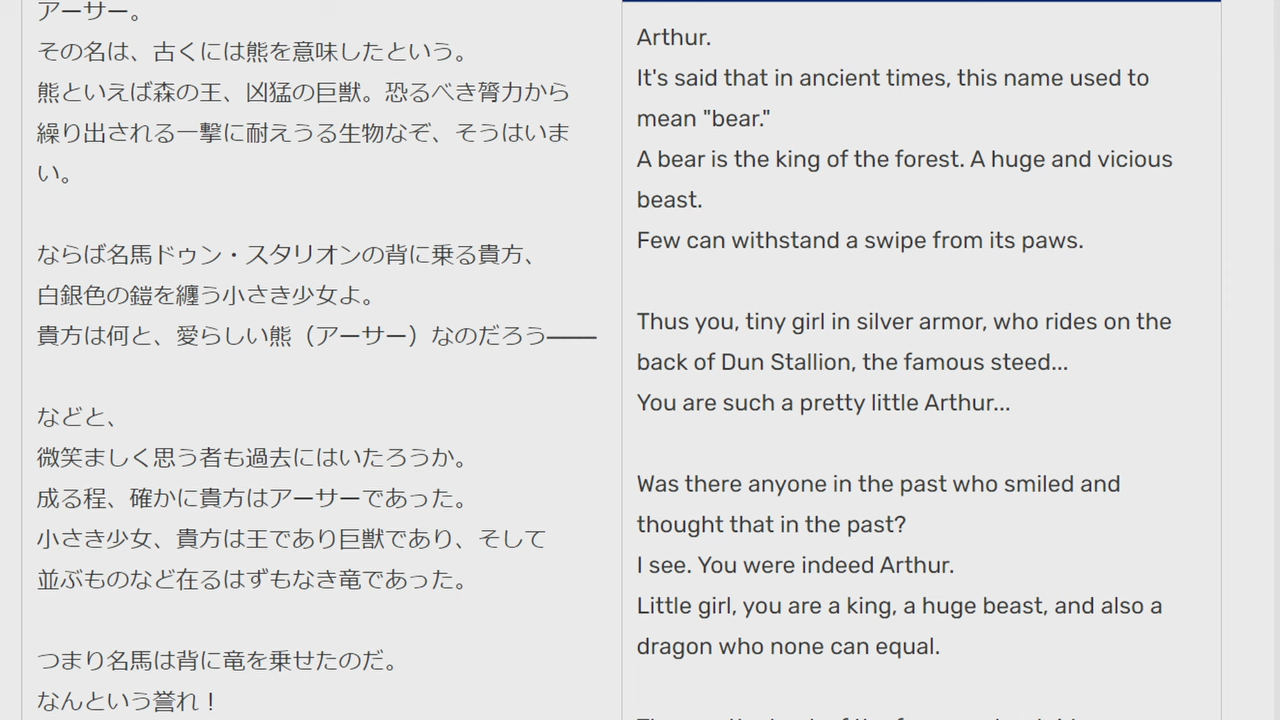 アーサー。
その名は、古くには熊を意味したという。
熊といえば森の王、凶猛の巨獣。恐るべき膂力から
繰り出される一撃に耐えうる生物なぞ、そうはいま
い。
ならば名馬ドゥン・スタリオンの背に乗る貴方、
白銀色の鎧を纏う小さき少女よ。
貴方は何と、愛らしい熊（アーサー）なのだろう――
などと、
微笑ましく思う者も過去にはいたろうか。
成る程、確かに貴方はアーサーであった。
小さき少女、貴方は王であり巨獣であり、そして
並ぶものなど在るはずもなき竜であった。
つまり名馬は背に竜を乗せたのだ。
なんという誉れ！
Arthur.
It's said that in ancient times, this name used to
mean "bear."
A bear is the king of the forest. A huge and vicious
beast.
Few can withstand a swipe from its paws.
Thus you, tiny girl in silver armor, who rides on the
back of Dun Stallion, the famous steed...
You are such a pretty little Arthur...
Was there anyone in the past who smiled and
thought that in the past?
I see. You were indeed Arthur.
Little girl, you are a king, a huge beast, and also a
dragon who none can equal.